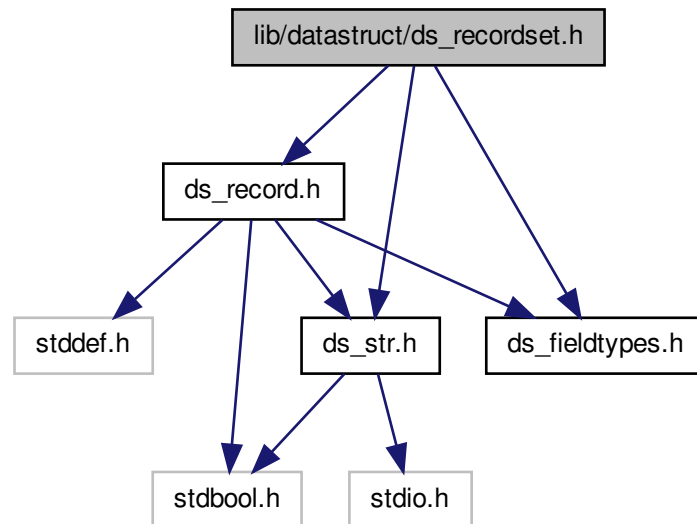 lib/datastruct/ds_recordset.h
ds_record.h
stddef.h
ds_str.h
ds_fieldtypes.h
stdbool.h
stdio.h